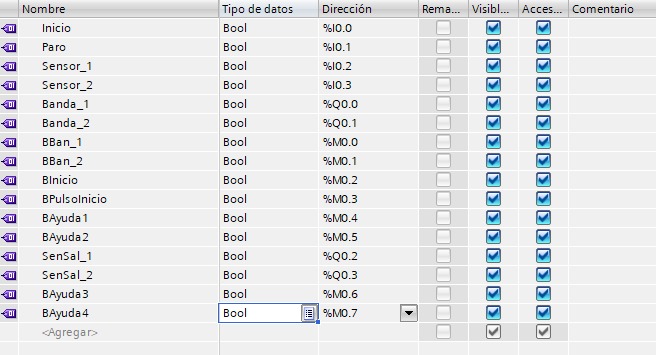 Nombre Tipo de datos Dirección Rema... Visibl... Acces... Comentario
Inicio Bool %I0.0
Paro Bool %I0.1
Sensor_1 Bool %I0.2
Sensor_2 Bool %I0.3
Banda_1 Bool %Q0.0
Banda_2 Bool %Q0.1
BBan_1 Bool %M0.0
BBan_2 Bool %M0.1
BInicio Bool %M0.2
BPulsoInicio Bool %M0.3
BAyuda1 Bool %M0.4
BAyuda2 Bool %M0.5
SenSal_1 Bool %Q0.2
SenSal_2 Bool %Q0.3
BAyuda3 Bool %M0.6
BAyuda4 Bool %M0.7
<Agregar>